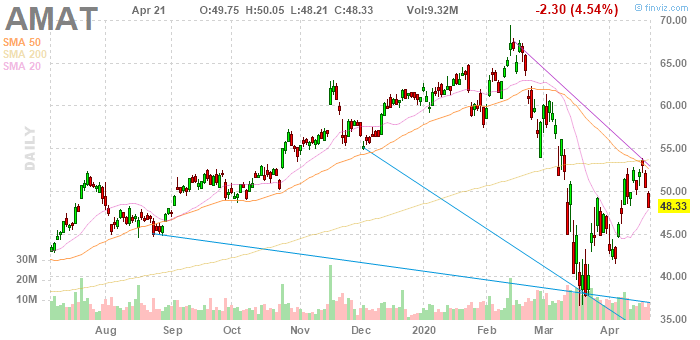 AMAT
Apr 21 O:49.75 H:50.05 L:48.21 C:48.33 Vol:9.32M -2.30 (4.54%)
© finviz.com
SMA 50
SMA 200
SMA 20
DAILY
70.00
65.00
60.00
55.00
50.00
48.33
45.00
40.00
35.00
30M
20M
10M
Aug Sep Oct Nov Dec 2020 Feb Mar Apr